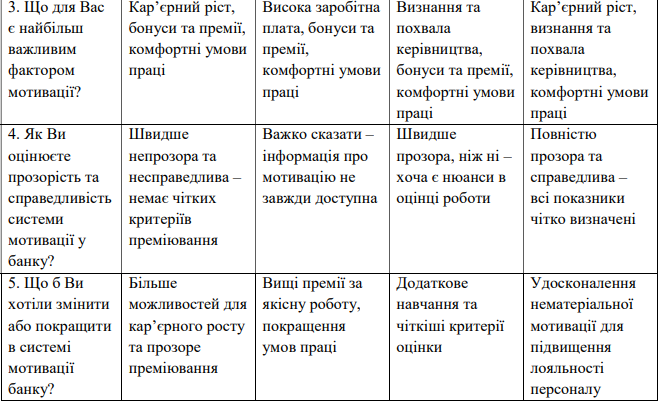 3. Що для Вас
є найбільш
важливим
фактором
мотивації?
Кар’єрний ріст,
бонуси та премії,
комфортні умови
праці
Висока заробітна
плата, бонуси та
премії,
комфортні умови
праці
Визнання та
похвала
керівництва,
бонуси та премії,
комфортні умови
праці
Кар’єрний ріст,
визнання та
похвала
керівництва,
комфортні умови
праці
4. Як Ви
оцінюєте
прозорість та
справедливість
системи
мотивації у
банку?
Швидше
непрозора та
несправедлива –
немає чітких
критеріїв
преміювання
Важко сказати –
інформація про
мотивацію не
завжди доступна
Швидше
прозора, ніж ні –
хоча є нюанси в
оцінці роботи
Повністю
прозора та
справедлива –
всі показники
чітко визначені
5. Що б Ви
хотіли змінити
або покращити
в системі
мотивації
банку?
Більше
можливостей для
кар’єрного росту
та прозоре
преміювання
Вищі премії за
якісну роботу,
покращення
умов праці
Додаткове
навчання та
чіткіші критерії
оцінки
Удосконалення
нематеріальної
мотивації для
підвищення
лояльності
персоналу